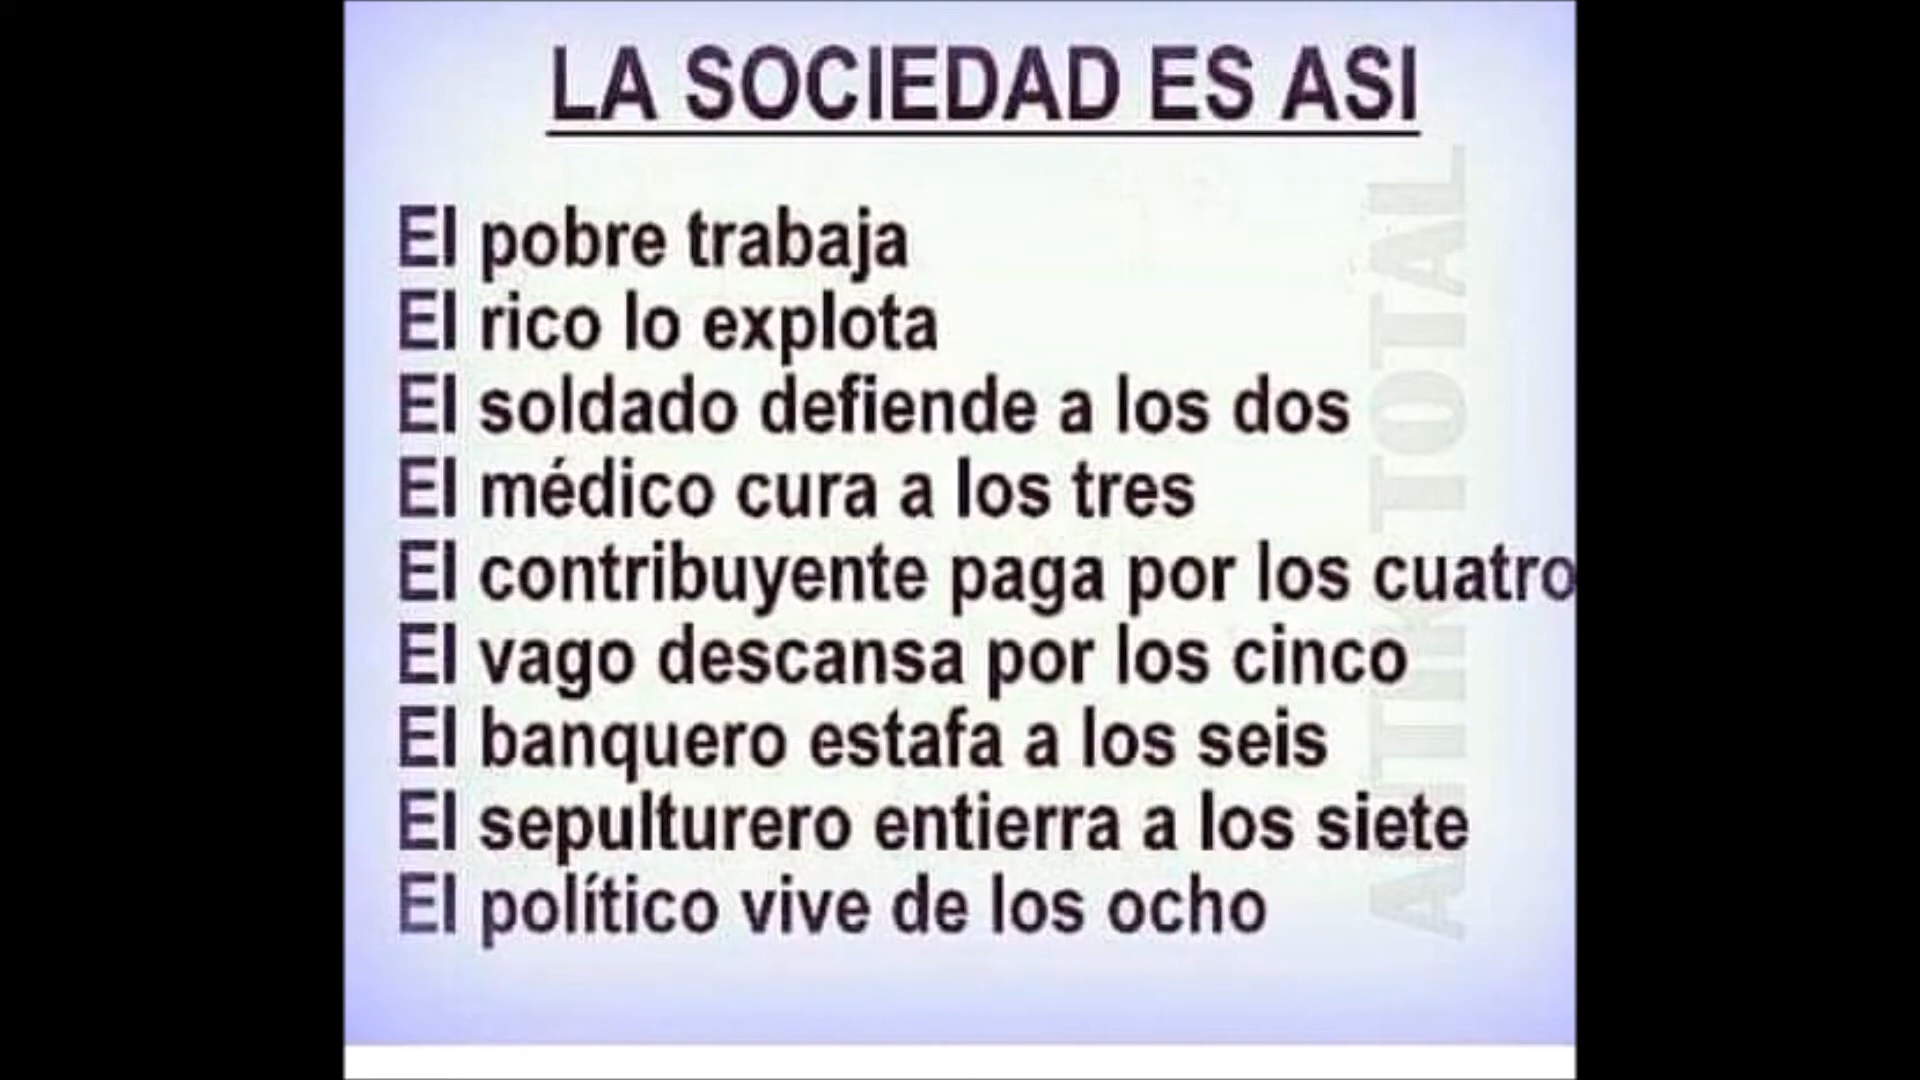 LA SOCIEDAD ES ASI
El pobre trabaja
El rico lo explota
El soldado defiende a los dos
El médico cura a los tres
El contribuyente paga por los cuatro
El vago descansa por los cinco
El banquero estafa a los seis
El sepulturero entierra a los siete
El político vive de los ocho
TOTAL